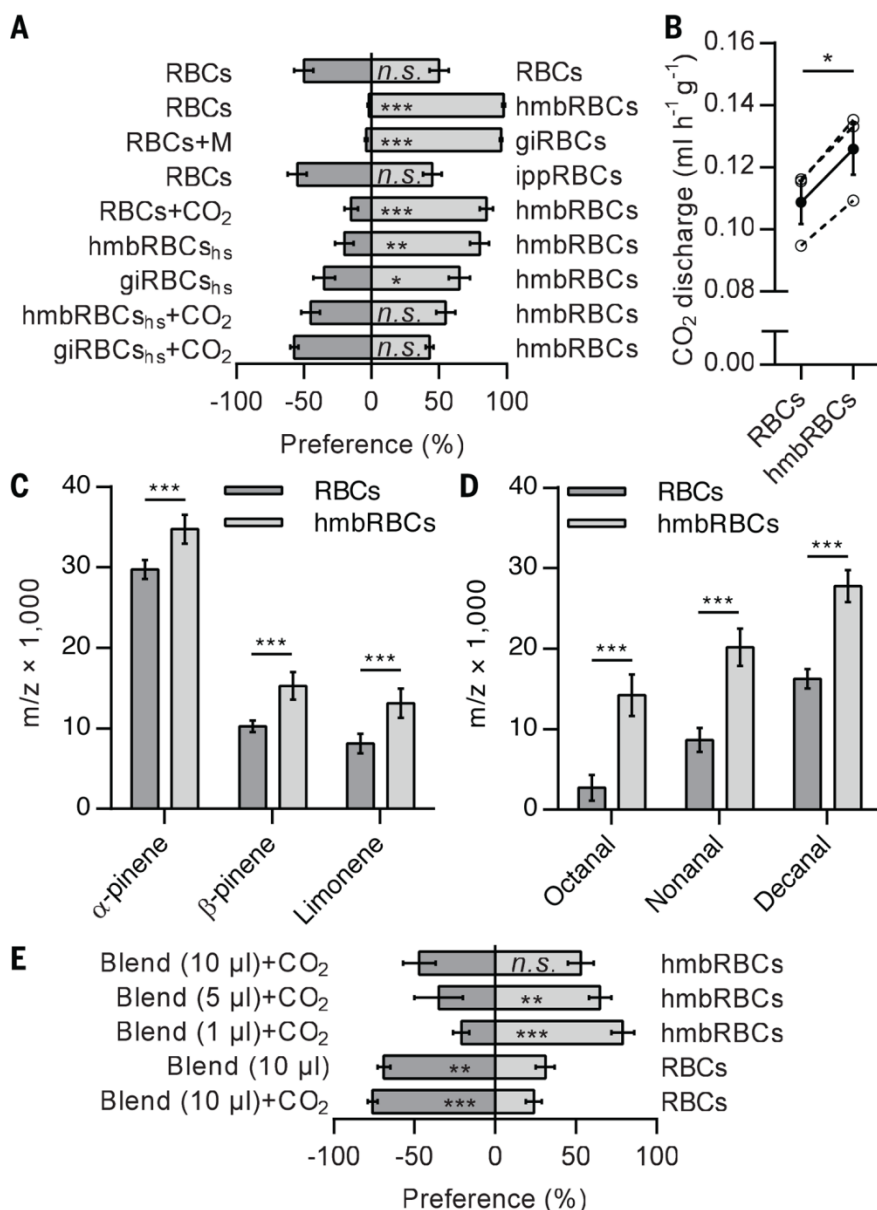 A
RBCs n.s. RBCs
RBCs *** hmbRBCs
RBCs+M *** giRBCs
RBCs n.s. ippRBCs
RBCs+CO₂ *** hmbRBCs
hmbRBCsₕₛ ** hmbRBCs
giRBCsₕₛ * hmbRBCs
hmbRBCsₕₛ+CO₂ n.s. hmbRBCs
giRBCsₕₛ+CO₂ n.s. hmbRBCs
-100 -50 0 50 100
Preference (%)
B
CO₂ discharge (ml h⁻¹ g⁻¹)
0.16
0.14
0.12
0.10
0.08
0.00
*
RBCs
hmbRBCs
C
m/z × 1,000
40
30
20
10
0
RBCs
hmbRBCs
***
***
***
α-pinene
β-pinene
Limonene
D
m/z × 1,000
40
30
20
10
0
RBCs
hmbRBCs
***
***
***
Octanal
Nonanal
Decanal
E
Blend (10 µl)+CO₂ n.s. hmbRBCs
Blend (5 µl)+CO₂ ** hmbRBCs
Blend (1 µl)+CO₂ *** hmbRBCs
Blend (10 µl) ** RBCs
Blend (10 µl)+CO₂ *** RBCs
-100 -50 0 50 100
Preference (%)